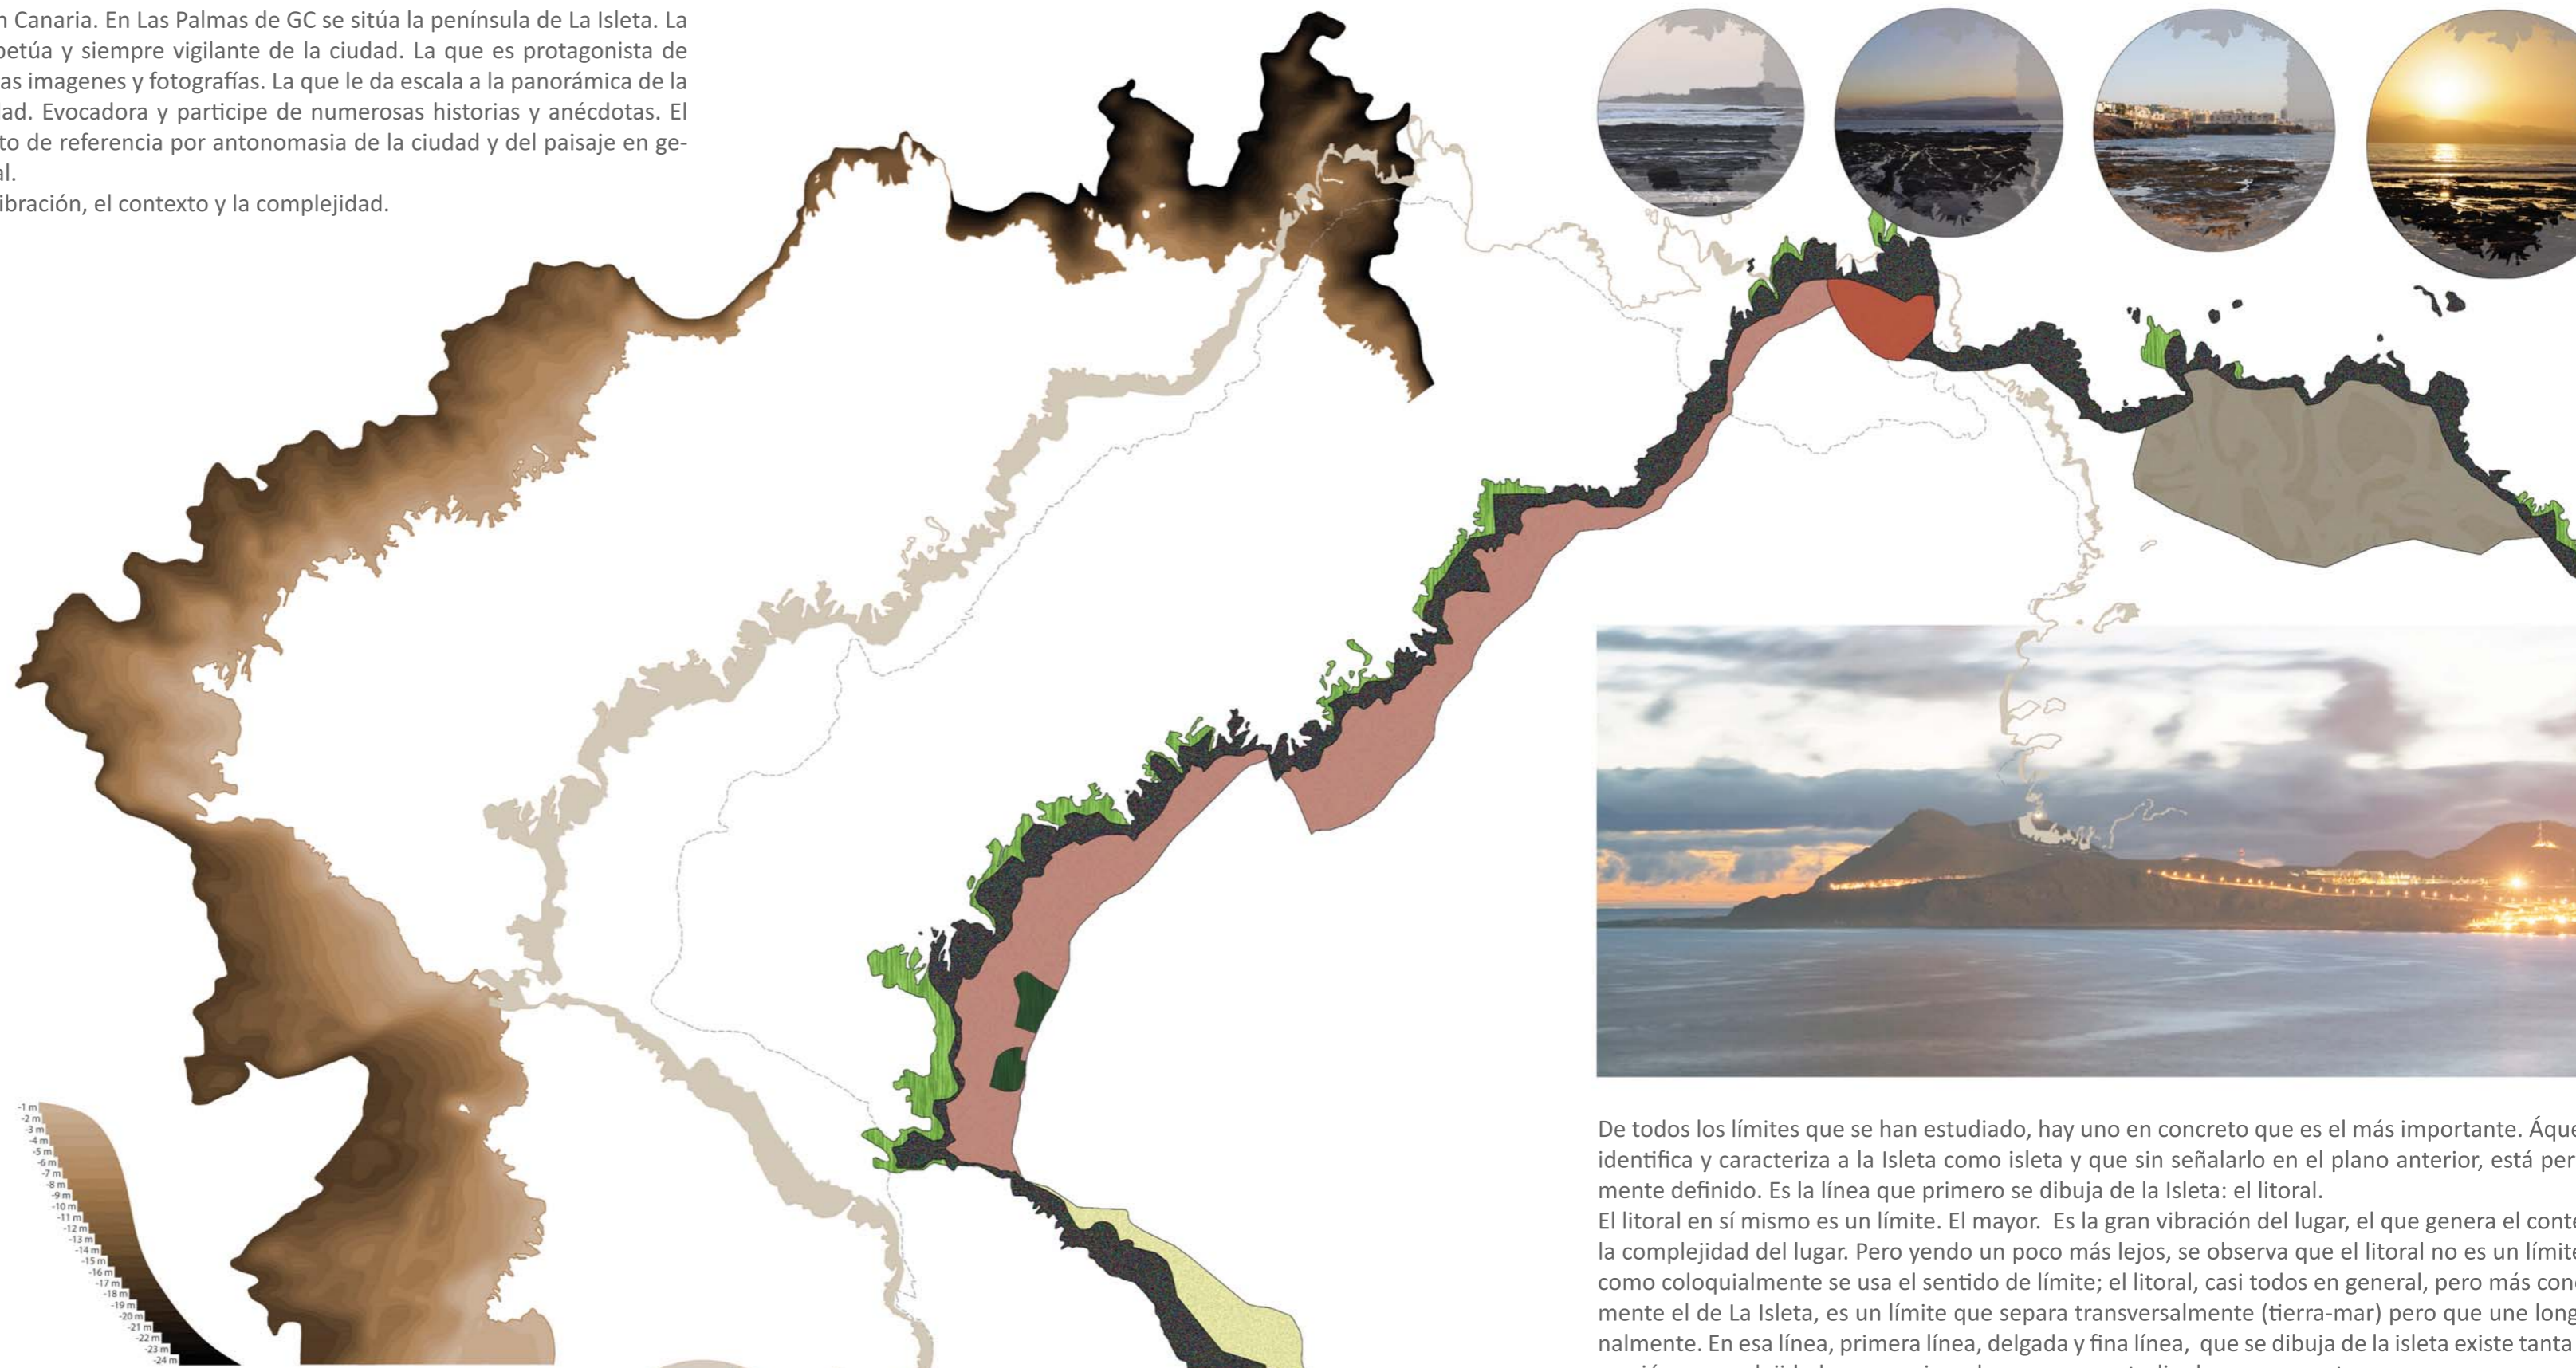 n Canaria. En Las Palmas de GC se sitúa la península de La Isleta. La
petúa y siempre vigilante de la ciudad. La que es protagonista de
as imagenes y fotografías. La que le da escala a la panorámica de la
dad. Evocadora y participe de numerosas historias y anécdotas. El
to de referencia por antonomasia de la ciudad y del paisaje en ge-
al.
ibración, el contexto y la complejidad.
-1 m
-2 m
-3 m
-4 m
-5 m
-6 m
-7 m
-8 m
-9 m
-10 m
-11 m
-12 m
-13 m
-14 m
-15 m
-16 m
-17 m
-18 m
-19 m
-20 m
-21 m
-22 m
-23 m
-24 m
De todos los límites que se han estudiado, hay uno en concreto que es el más importante. Áque
identifica y caracteriza a la Isleta como isleta y que sin señalarlo en el plano anterior, está per
mente definido. Es la línea que primero se dibuja de la Isleta: el litoral.
El litoral en sí mismo es un límite. El mayor. Es la gran vibración del lugar, el que genera el conte
la complejidad del lugar. Pero yendo un poco más lejos, se observa que el litoral no es un límite
como coloquialmente se usa el sentido de límite; el litoral, casi todos en general, pero más conc
mente el de La Isleta, es un límite que separa transversalmente (tierra-mar) pero que une long
nalmente. En esa línea, primera línea, delgada y fina línea, que se dibuja de la isleta existe tanta